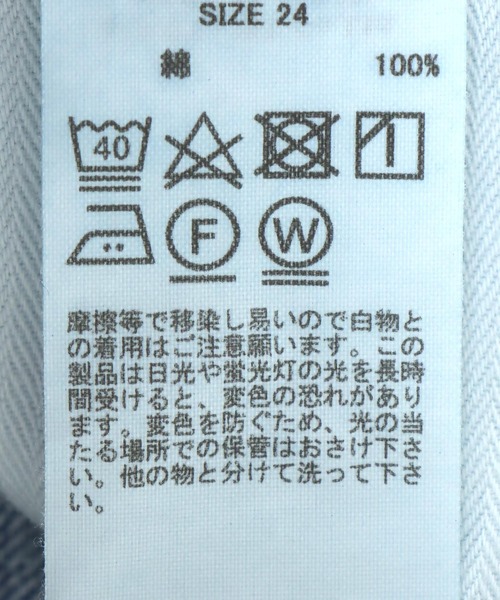 SIZE 24
綿 100%
40
F W
摩擦等で移染し易いので白物と
の着用はご注意願います。この
製品は日光や蛍光灯の光を長時
間受けると、変色の恐れがあり
ます。変色を防ぐため、光の当
たる場所での保管はおさけ下さ
い。他の物と分けて洗って下さ
い。